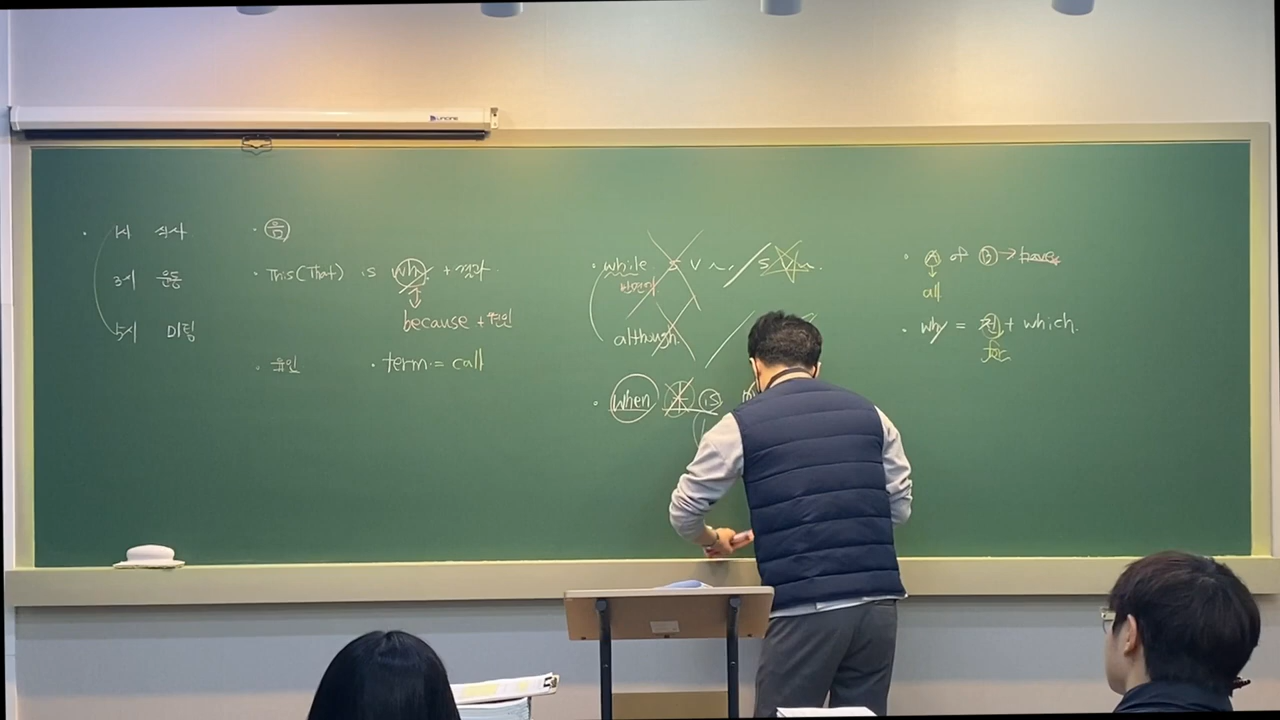 1시 식사
3시 운동
5시 미팅
음
This(That) is why + 결과
because + 원인
term = call
while S V ~, / S V ~.
반면에
although
when is
A of B → have
all
why = 전 + which.
for